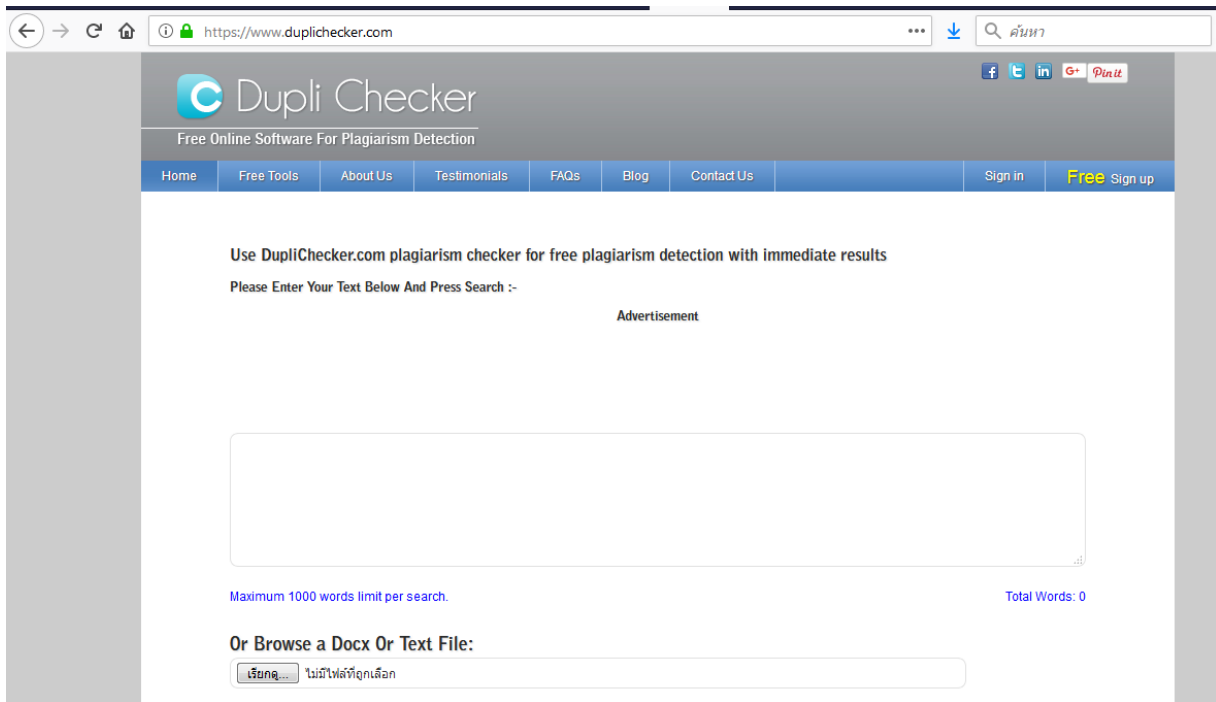 https://www.duplichecker.com
ค้นหา
C Dupli Checker
Free Online Software For Plagiarism Detection
f t in G+ Pin it
Home Free Tools About Us Testimonials FAQs Blog Contact Us Sign in Free Sign up
Use DupliChecker.com plagiarism checker for free plagiarism detection with immediate results
Please Enter Your Text Below And Press Search :-
Advertisement
Maximum 1000 words limit per search. Total Words: 0
Or Browse a Docx Or Text File:
เรียกดู... ไม่มีไฟล์ที่ถูกเลือก